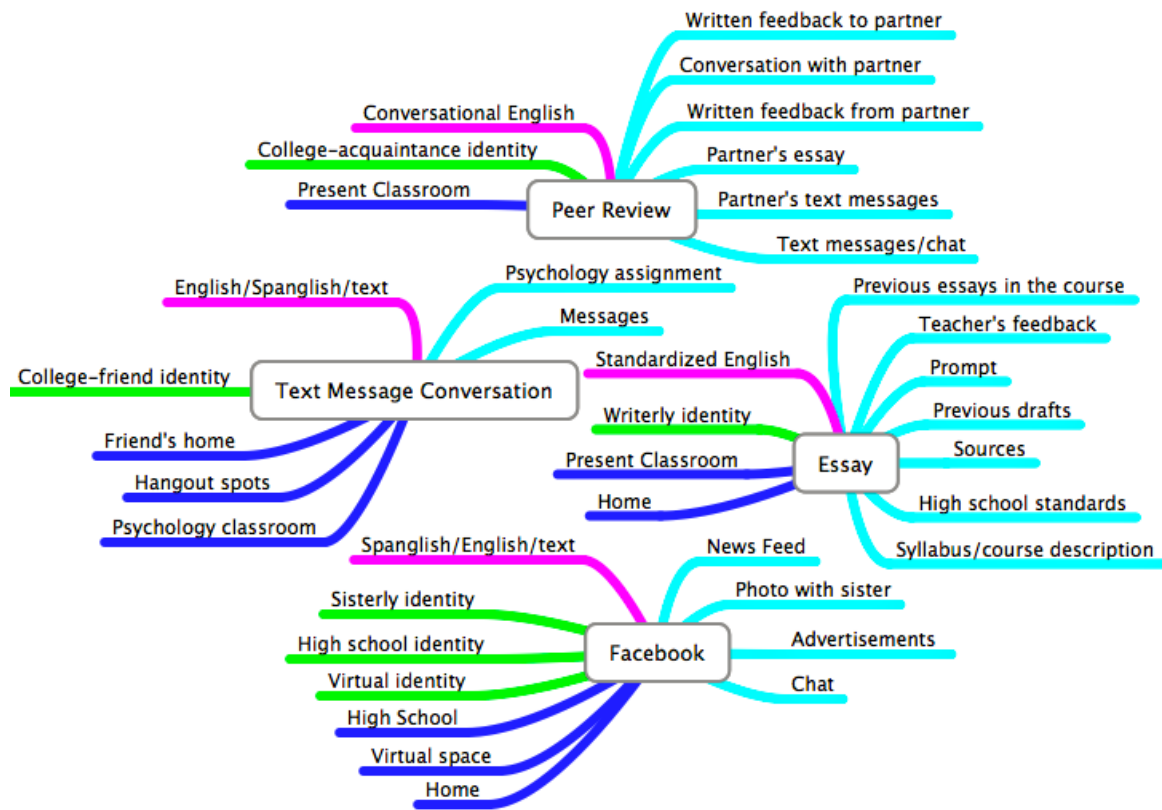 Written feedback to partner
Conversation with partner
Written feedback from partner
Partner's essay
Partner's text messages
Text messages/chat
Conversational English
College-acquaintance identity
Present Classroom
Peer Review
English/Spanglish/text
College-friend identity
Friend's home
Hangout spots
Psychology classroom
Text Message Conversation
Psychology assignment
Messages
Standardized English
Writerly identity
Present Classroom
Home
Essay
Previous essays in the course
Teacher's feedback
Prompt
Previous drafts
Sources
High school standards
Syllabus/course description
Spanglish/English/text
Sisterly identity
High school identity
Virtual identity
High School
Virtual space
Home
Facebook
News Feed
Photo with sister
Advertisements
Chat